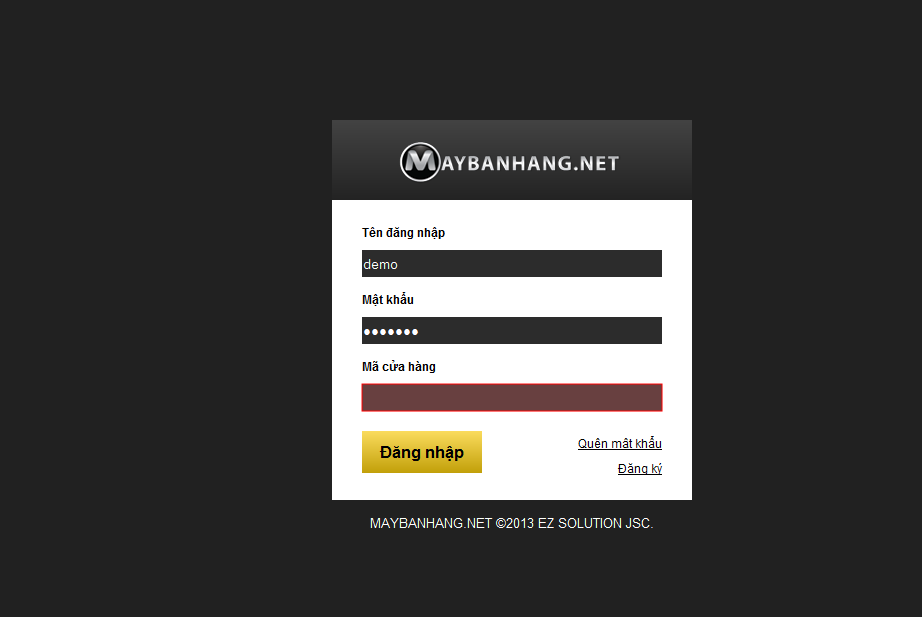 MAYBANHANG.NET
Tên đăng nhập
demo
Mật khẩu
•••••••
Mã cửa hàng
Đăng nhập
Quên mât khẩu
Đăng ký
MAYBANHANG.NET ©2013 EZ SOLUTION JSC.